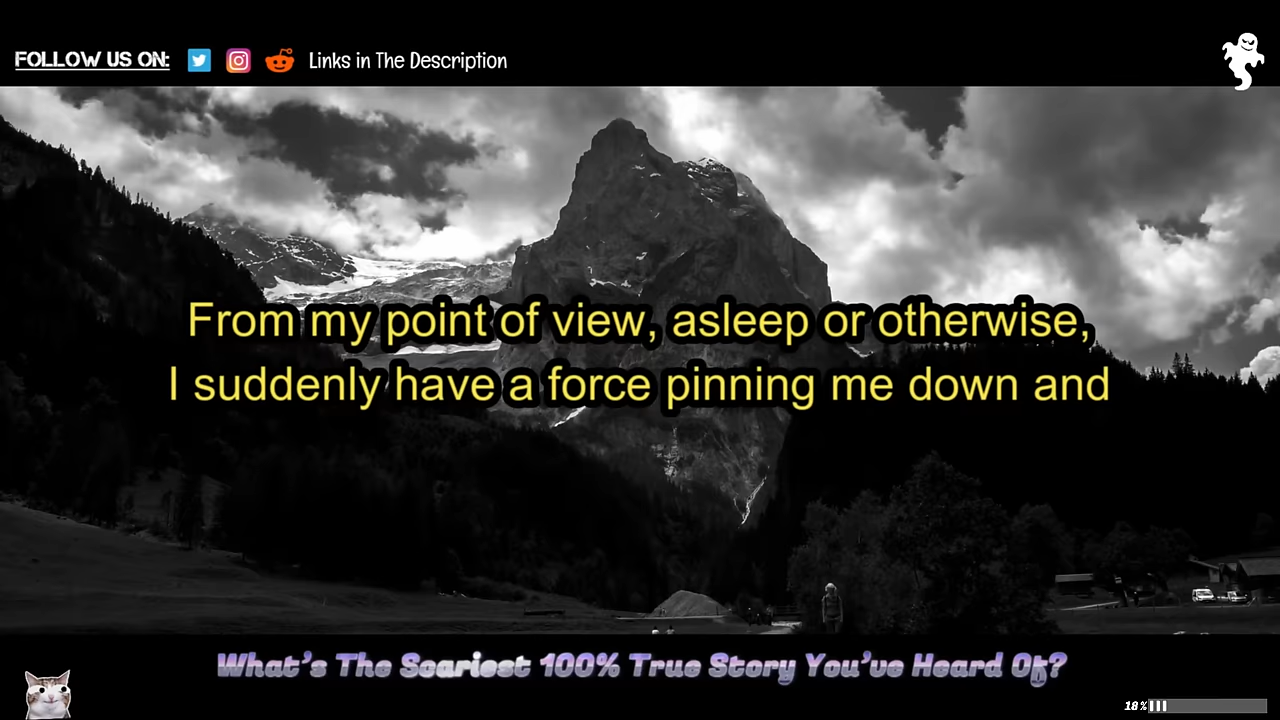 FOLLOW US ON: Links in The Description
From my point of view, asleep or otherwise,
I suddenly have a force pinning me down and
What's The Scariest 100% True Story You've Heard Of?
18%